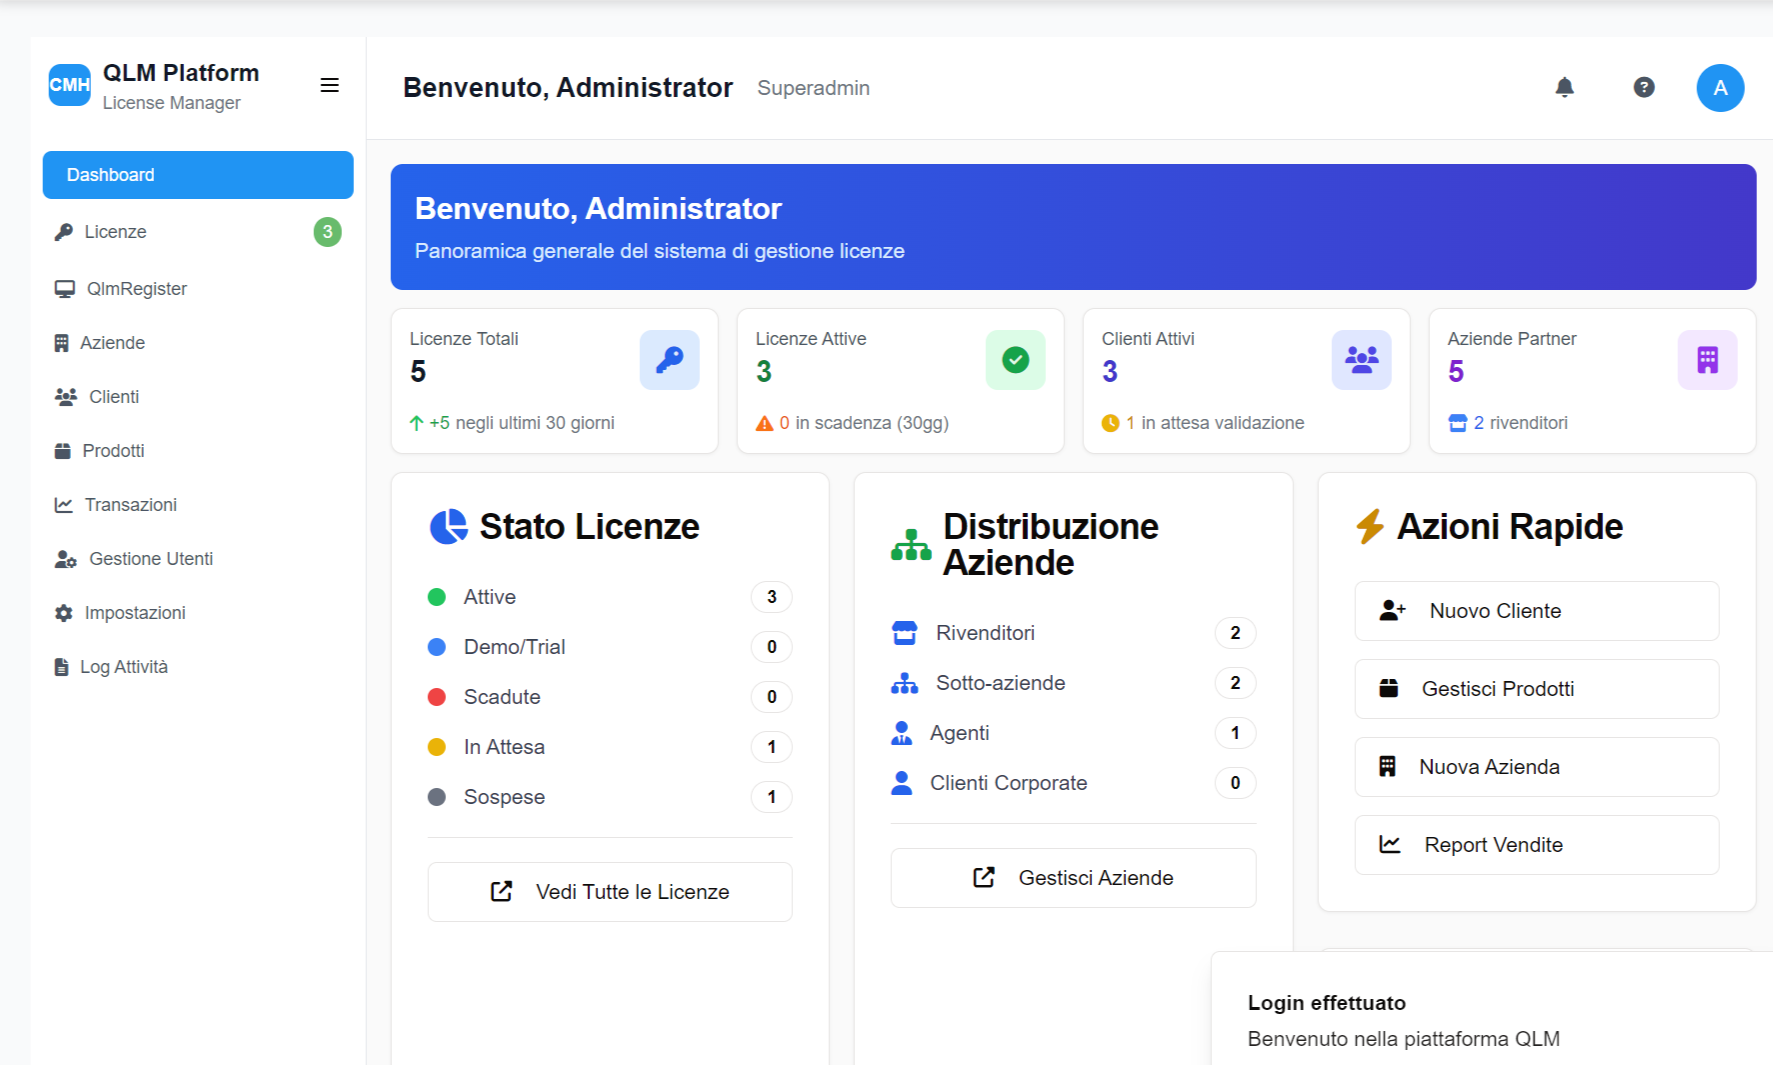 CMH
QLM Platform
License Manager
Benvenuto, Administrator
Superadmin
?
A
Dashboard
Licenze
3
QlmRegister
Aziende
Clienti
Prodotti
Transazioni
Gestione Utenti
Impostazioni
Log Attività
Benvenuto, Administrator
Panoramica generale del sistema di gestione licenze
Licenze Totali
5
+5 negli ultimi 30 giorni
Licenze Attive
3
0 in scadenza (30gg)
Clienti Attivi
3
1 in attesa validazione
Aziende Partner
5
2 rivenditori
Stato Licenze
Attive
3
Demo/Trial
0
Scadute
0
In Attesa
1
Sospese
1
Vedi Tutte le Licenze
Distribuzione
Aziende
Rivenditori
2
Sotto-aziende
2
Agenti
1
Clienti Corporate
0
Gestisci Aziende
Azioni Rapide
Nuovo Cliente
Gestisci Prodotti
Nuova Azienda
Report Vendite
Login effettuato
Benvenuto nella piattaforma QLM